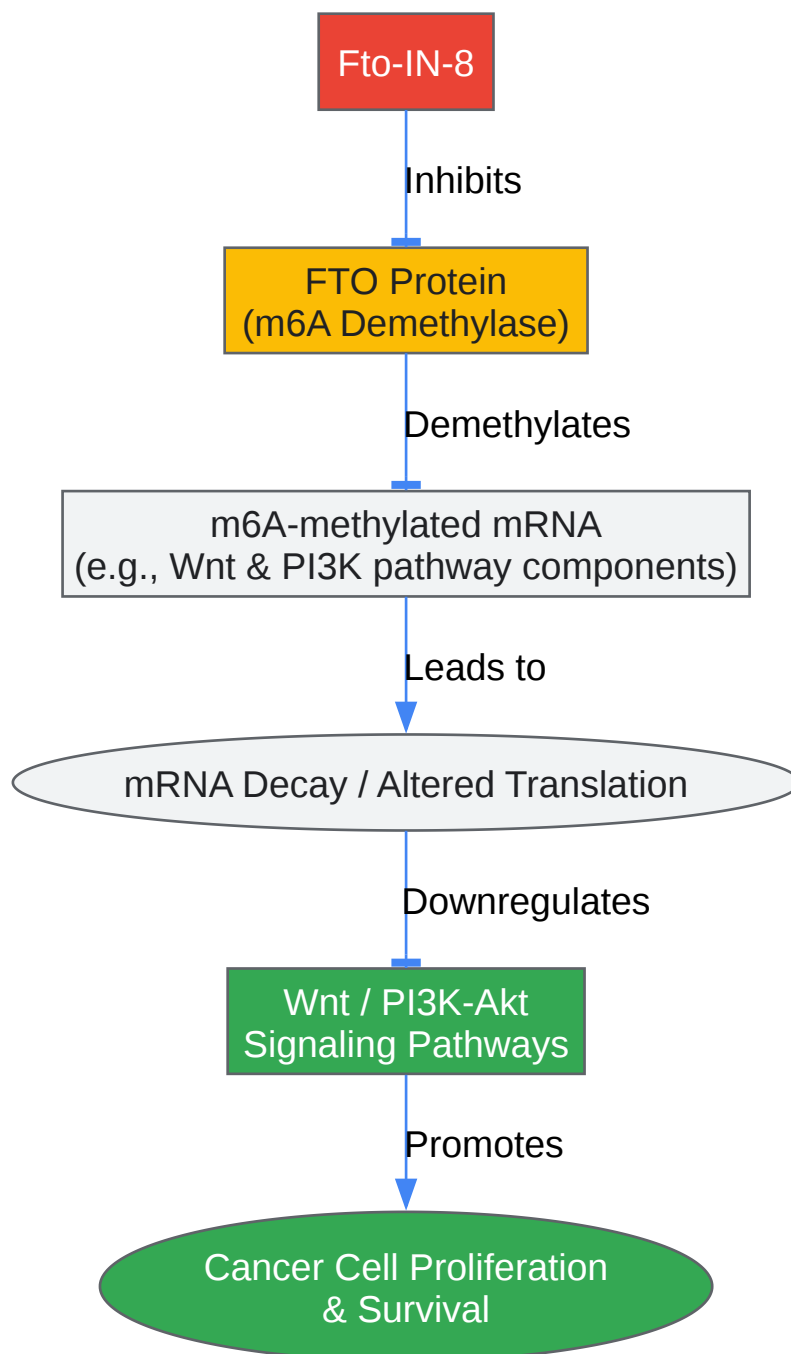 Fto-IN-8
Inhibits
FTO Protein
(m6A Demethylase)
Demethylates
m6A-methylated mRNA
(e.g., Wnt & PI3K pathway components)
Leads to
mRNA Decay / Altered Translation
Downregulates
Wnt / PI3K-Akt
Signaling Pathways
Promotes
Cancer Cell Proliferation
& Survival